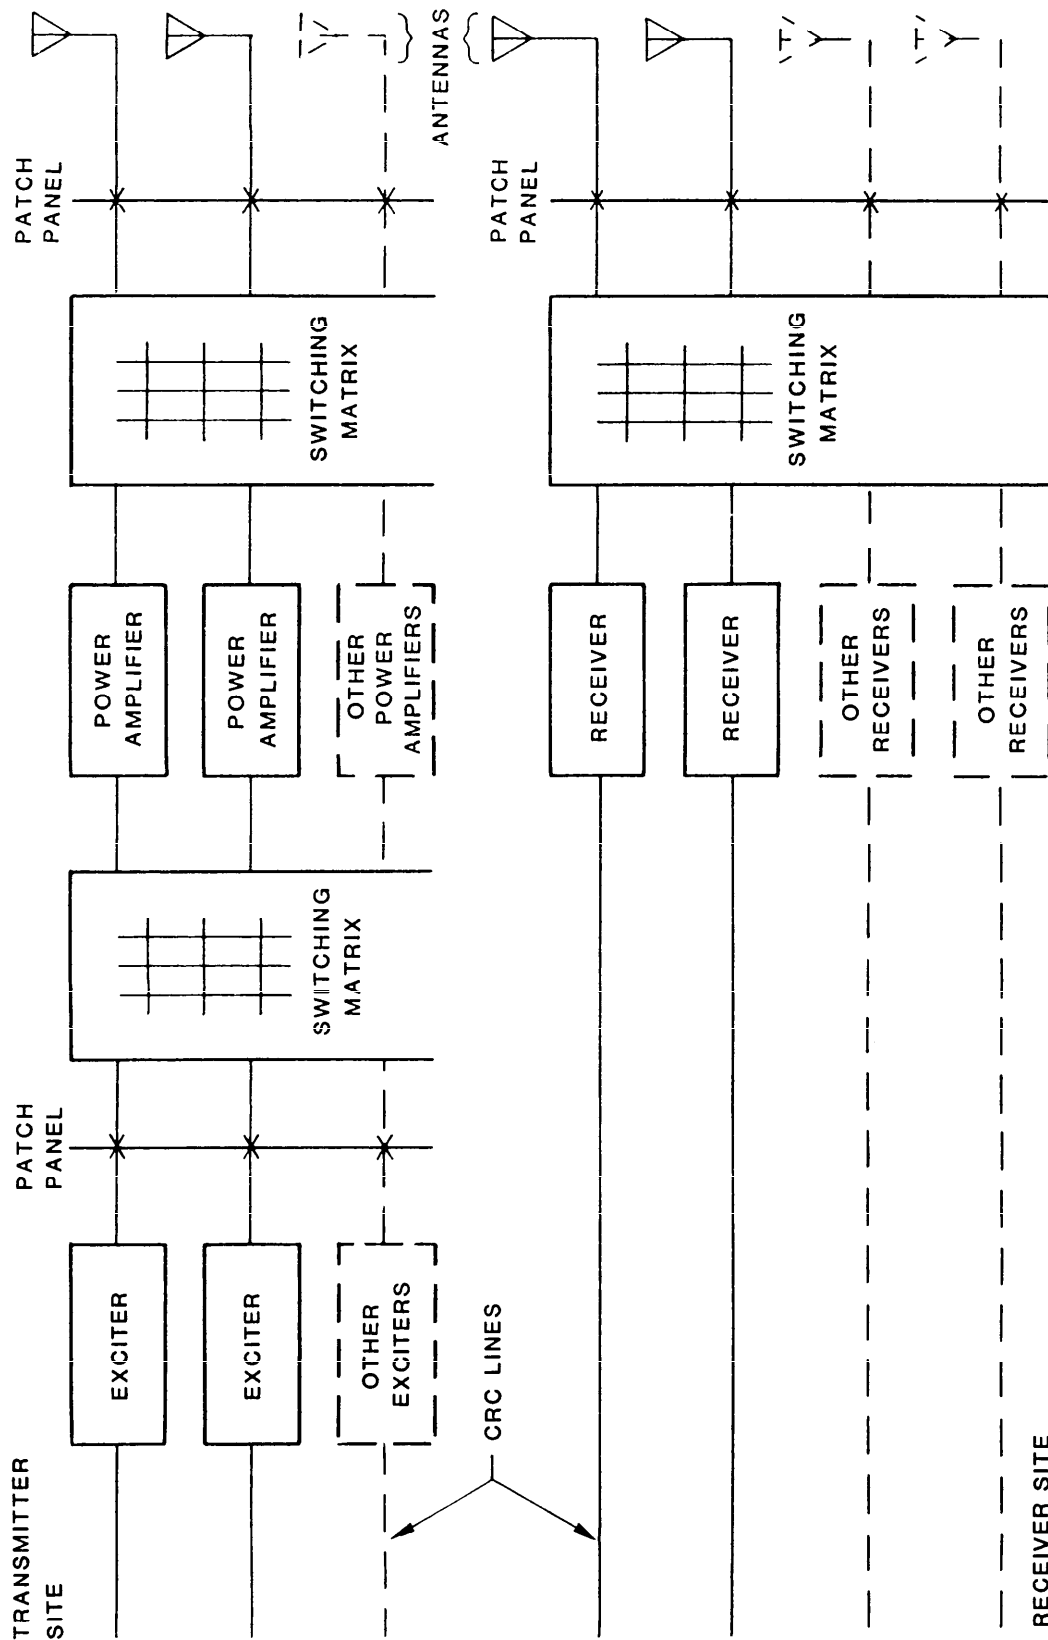 TRANSMITTER
SITE
EXCITER
EXCITER
OTHER
EXCITERS
PATCH
PANEL
SWITCHING
MATRIX
POWER
AMPLIFIER
POWER
AMPLIFIER
OTHER
POWER
AMPLIFIERS
SWITCHING
MATRIX
PATCH
PANEL
ANTENNAS
CRC LINES
RECEIVER
RECEIVER
OTHER
RECEIVERS
OTHER
RECEIVERS
SWITCHING
MATRIX
PATCH
PANEL
RECEIVER SITE